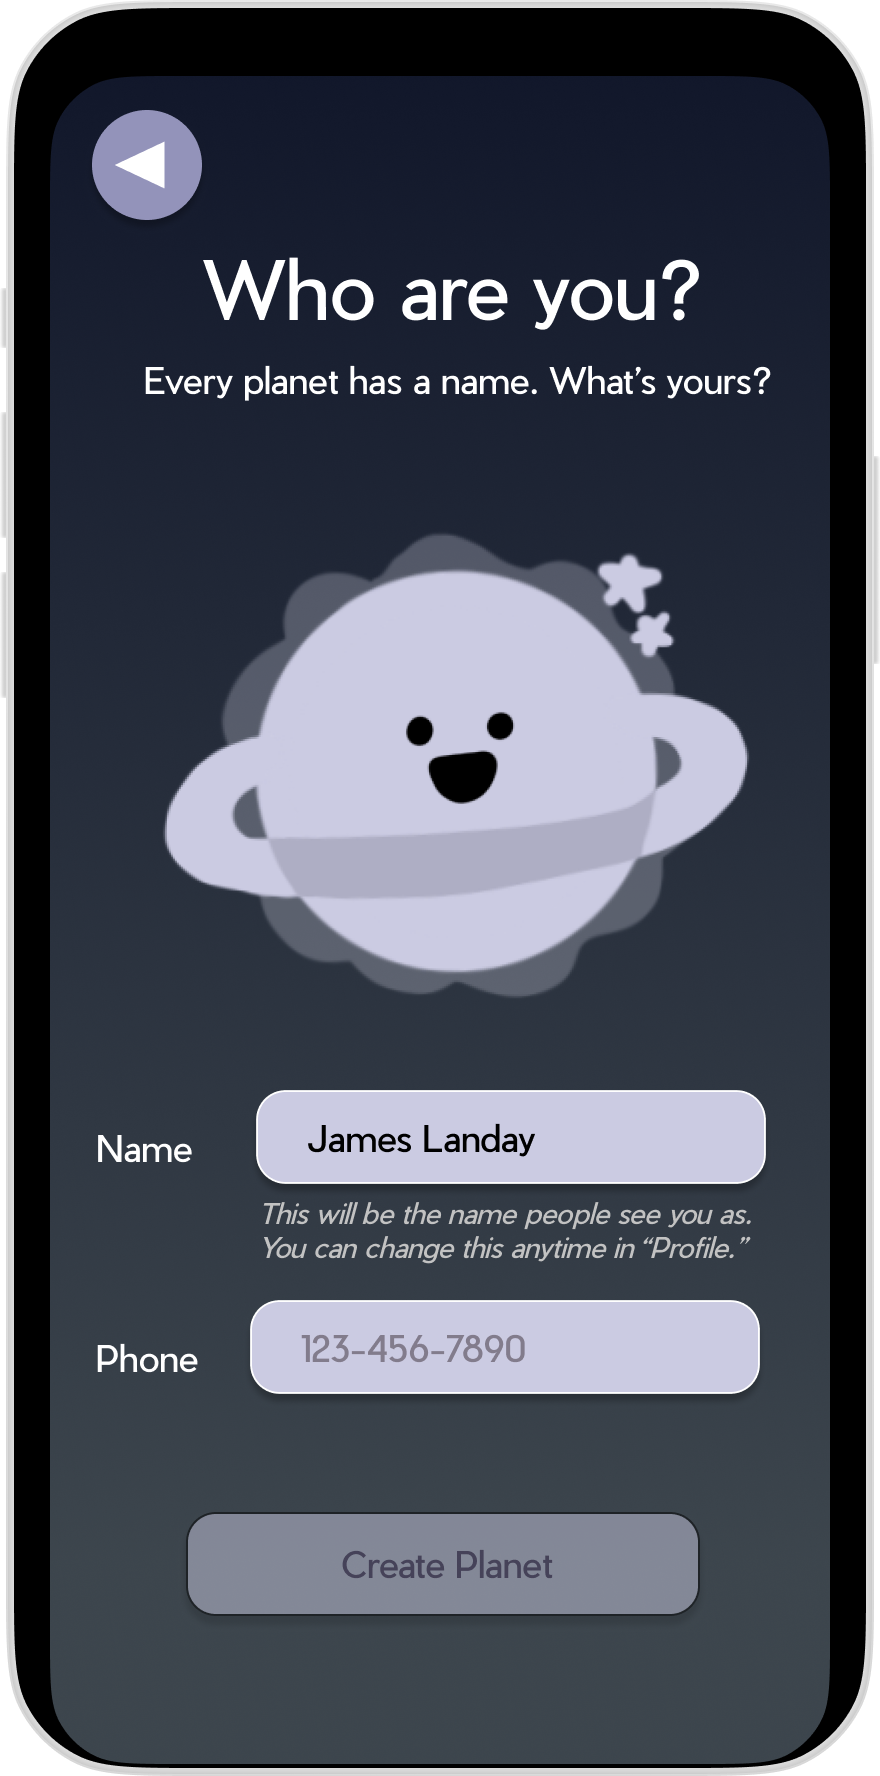 Who are you?
Every planet has a name. What’s yours?
Name
James Landay
This will be the name people see you as.
You can change this anytime in “Profile.”
Phone
123-456-7890
Create Planet